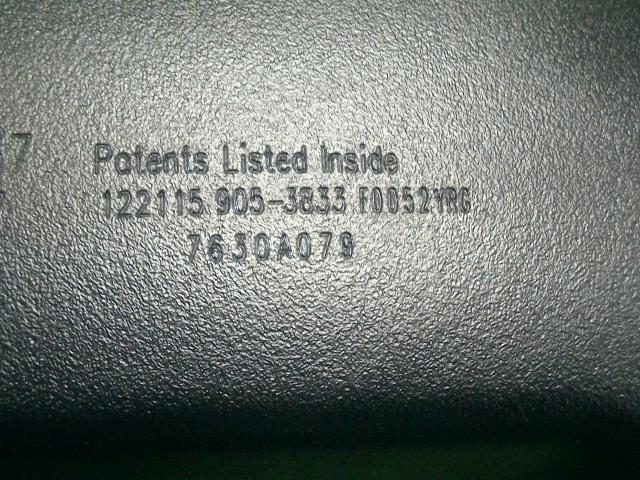 Patents Listed Inside
122115 905-3833 F0052YRG
7630A079